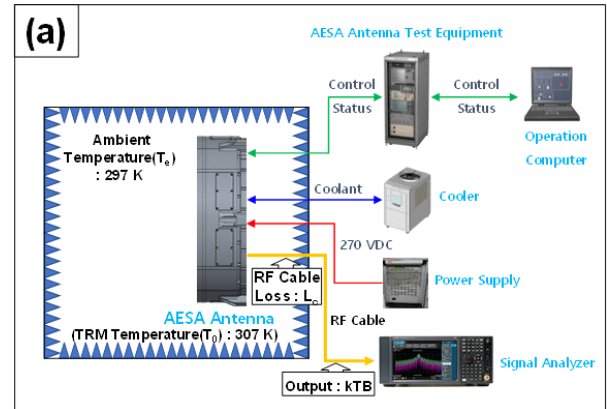 (a)
AESA Antenna Test Equipment
Control
Status
Control
Status
Operation
Computer
Ambient
Temperature(Te)
: 297 K
Coolant
Cooler
270 VDC
RF Cable
Loss : Lc
Power Supply
AESA Antenna
(TRM Temperature(T0) : 307 K)
RF Cable
Signal Analyzer
Output : kTB